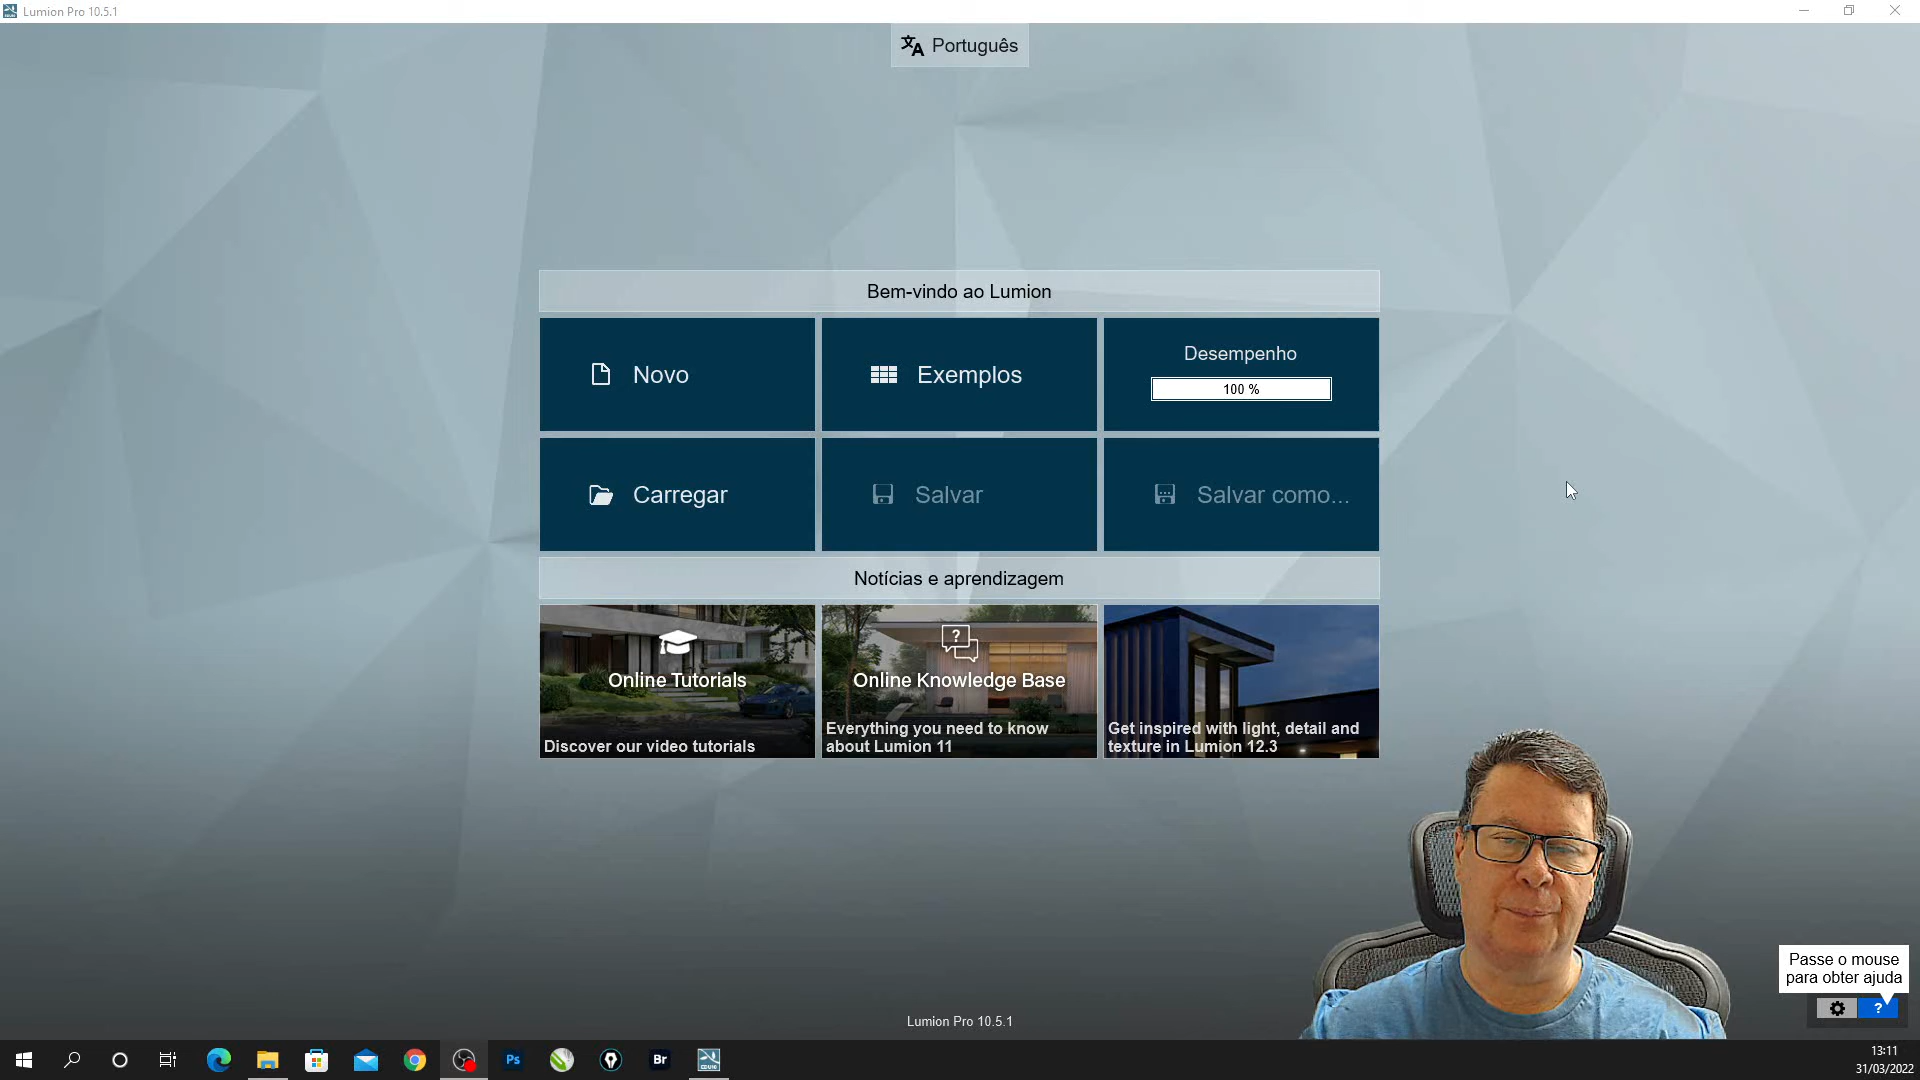 Lumion Pro 10.5.1
Português
Bem-vindo ao Lumion
Novo
Exemplos
Desempenho
100 %
Carregar
Salvar
Salvar como...
Notícias e aprendizagem
Online Tutorials
Discover our video tutorials
Online Knowledge Base
Everything you need to know
about Lumion 11
Get inspired with light, detail and
texture in Lumion 12.3
Passe o mouse
para obter ajuda
?
Lumion Pro 10.5.1
Ps
Br
13:11
31/03/2022